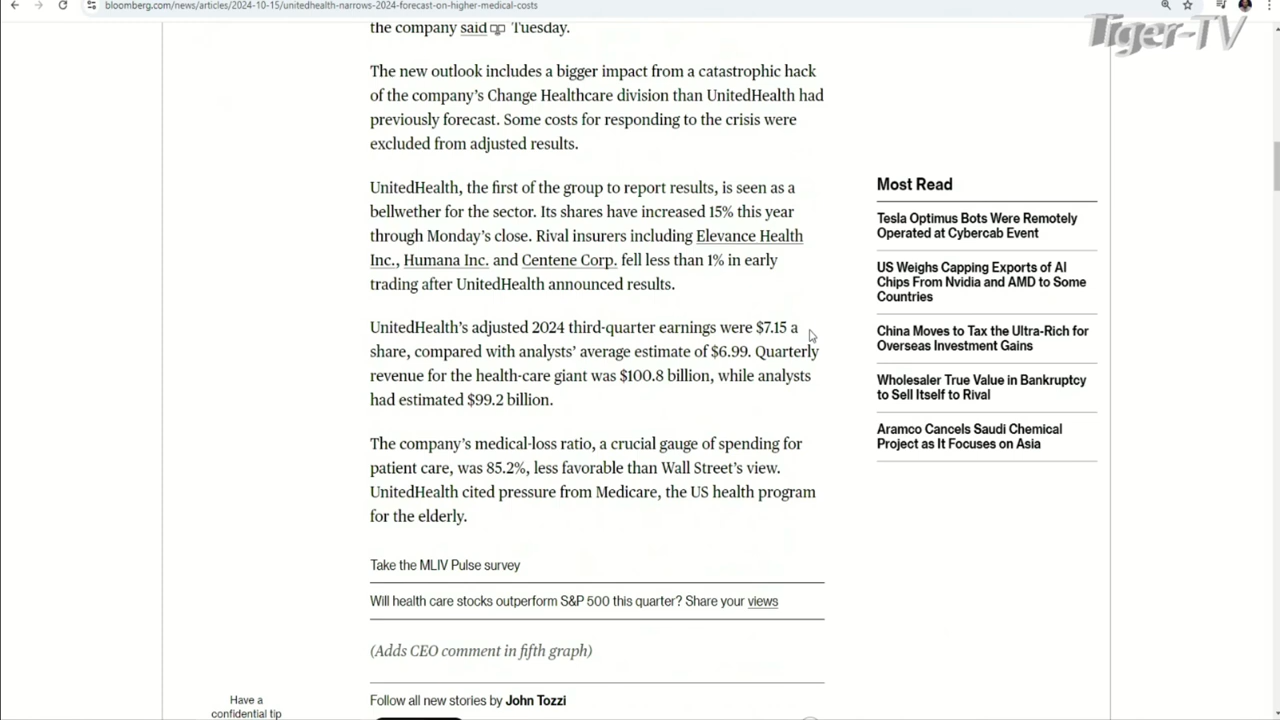 bloomberg.com/news/articles/2024-10-15/unitedhealth-narrows-2024-forecast-on-higher-medical-costs
Tiger-TV
the company said Tuesday.
The new outlook includes a bigger impact from a catastrophic hack
of the company's Change Healthcare division than UnitedHealth had
previously forecast. Some costs for responding to the crisis were
excluded from adjusted results.
UnitedHealth, the first of the group to report results, is seen as a
bellwether for the sector. Its shares have increased 15% this year
through Monday's close. Rival insurers including Elevance Health
Inc., Humana Inc. and Centene Corp. fell less than 1% in early
trading after UnitedHealth announced results.
UnitedHealth's adjusted 2024 third-quarter earnings were $7.15 a
share, compared with analysts' average estimate of $6.99. Quarterly
revenue for the health-care giant was $100.8 billion, while analysts
had estimated $99.2 billion.
The company's medical-loss ratio, a crucial gauge of spending for
patient care, was 85.2%, less favorable than Wall Street's view.
UnitedHealth cited pressure from Medicare, the US health program
for the elderly.
Take the MLIV Pulse survey
Will health care stocks outperform S&P 500 this quarter? Share your views
(Adds CEO comment in fifth graph)
Follow all new stories by John Tozzi
Have a
confidential tip
Most Read
Tesla Optimus Bots Were Remotely
Operated at Cybercab Event
US Weighs Capping Exports of AI
Chips From Nvidia and AMD to Some
Countries
China Moves to Tax the Ultra-Rich for
Overseas Investment Gains
Wholesaler True Value in Bankruptcy
to Sell Itself to Rival
Aramco Cancels Saudi Chemical
Project as It Focuses on Asia